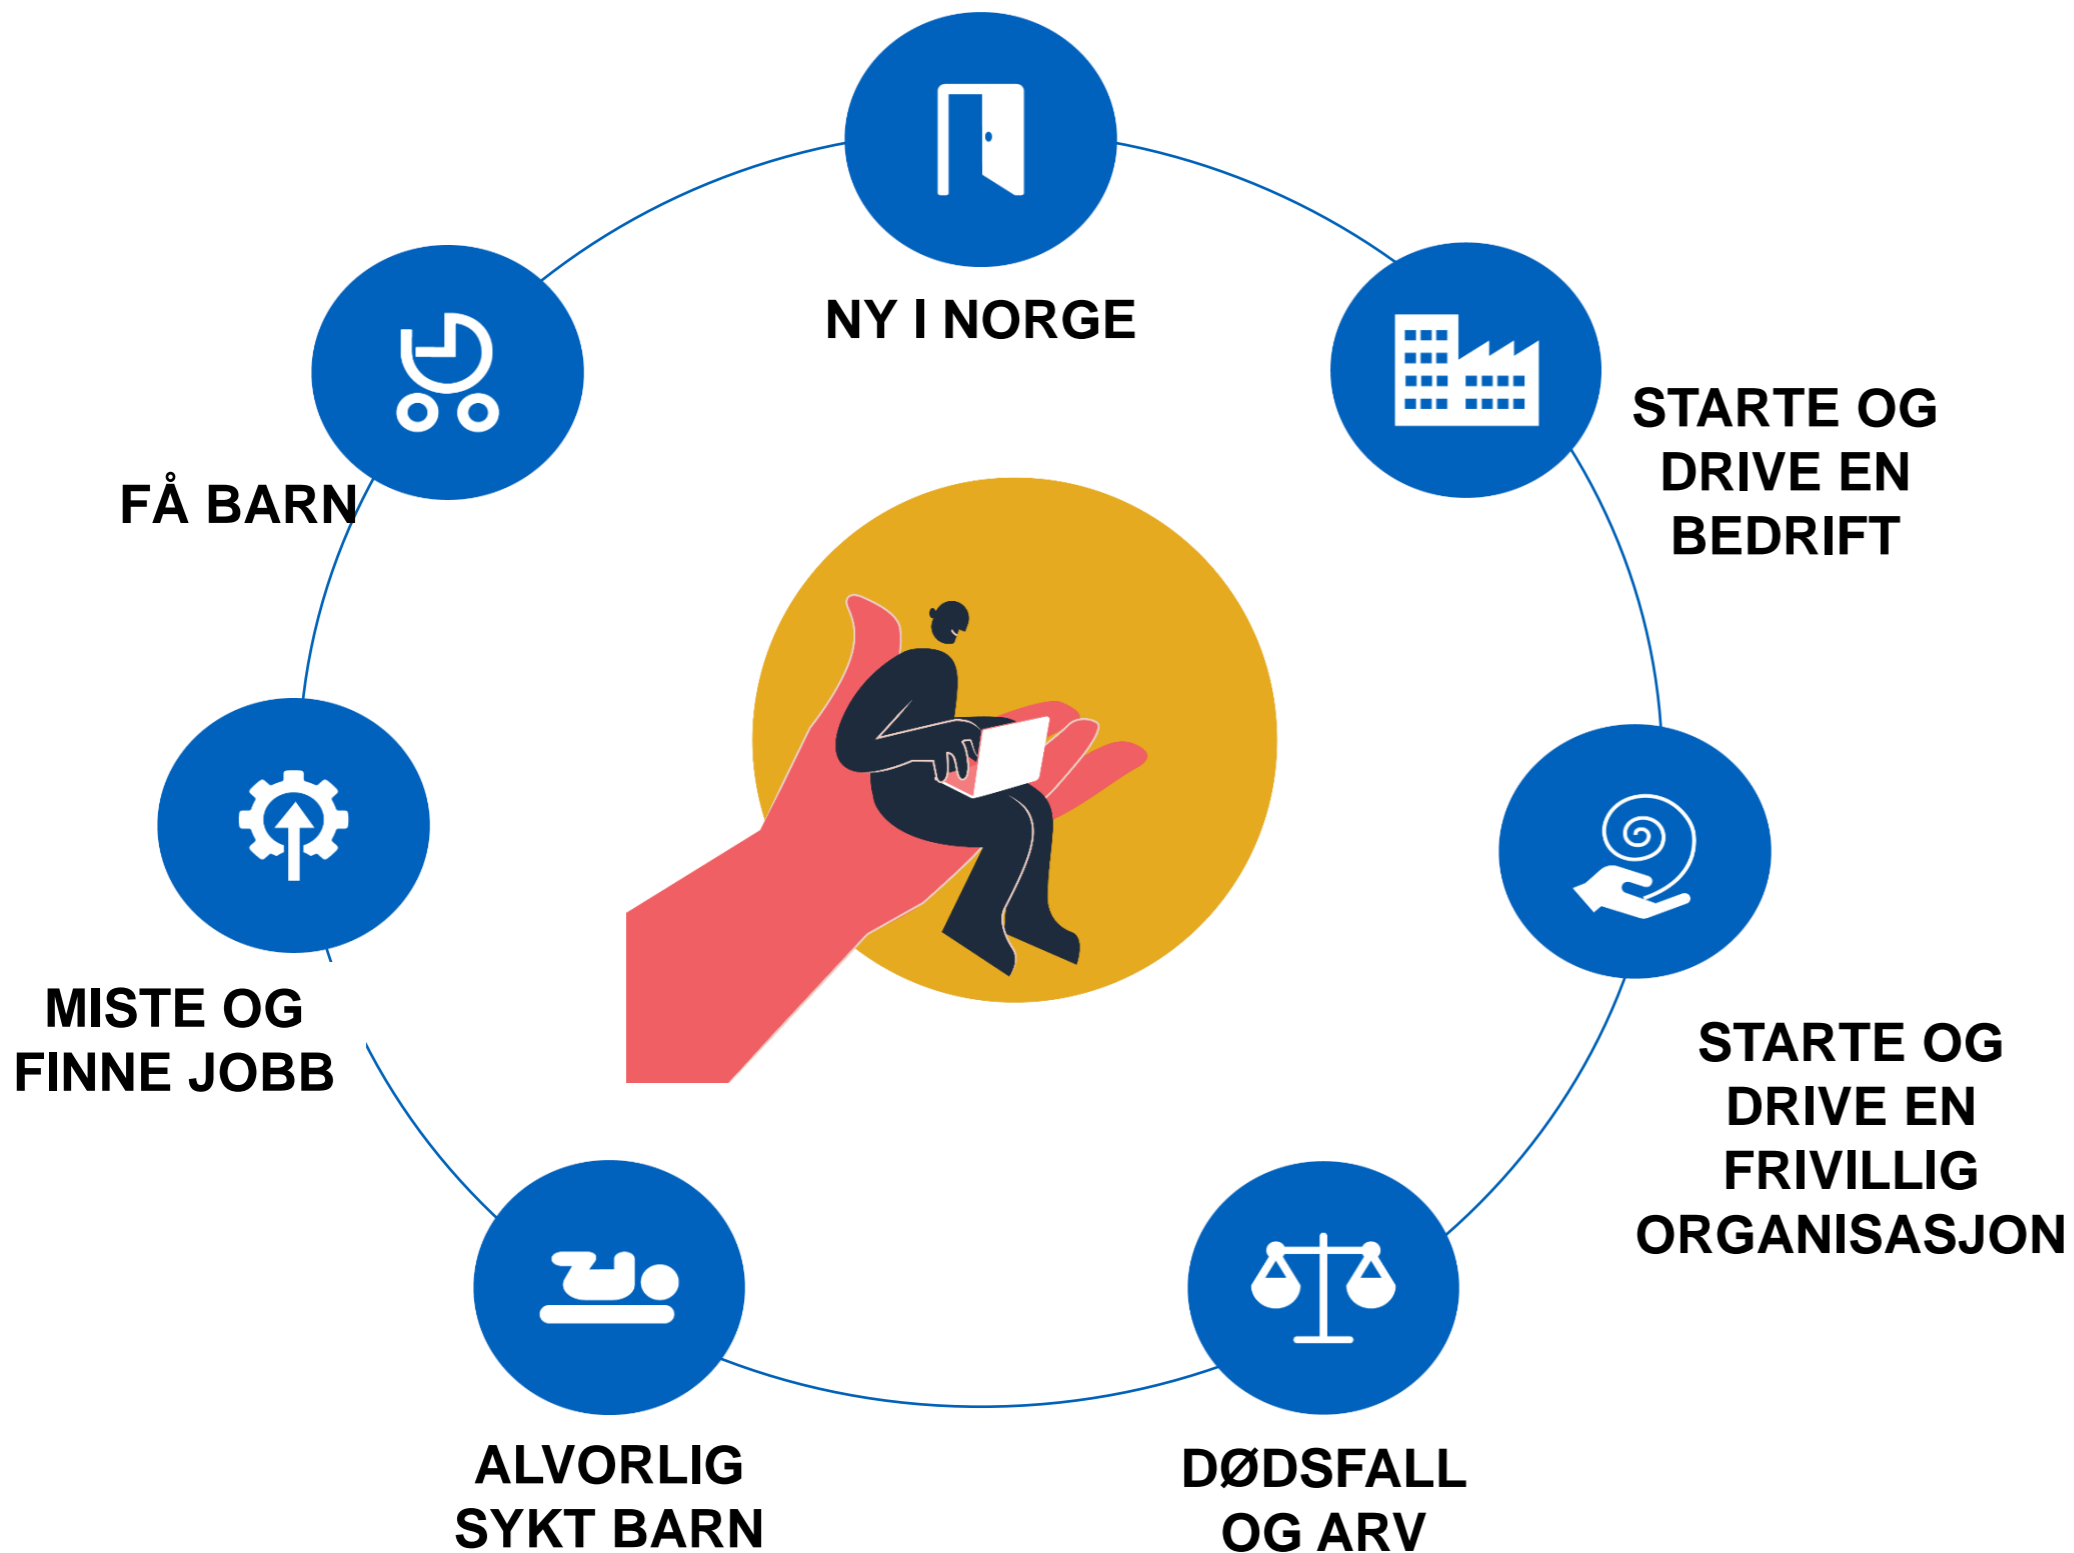 NY I NORGE
STARTE OG
DRIVE EN
BEDRIFT
STARTE OG
DRIVE EN
FRIVILLIG
ORGANISASJON
DØDSFALL
OG ARV
ALVORLIG
SYKT BARN
MISTE OG
FINNE JOBB
FÅ BARN